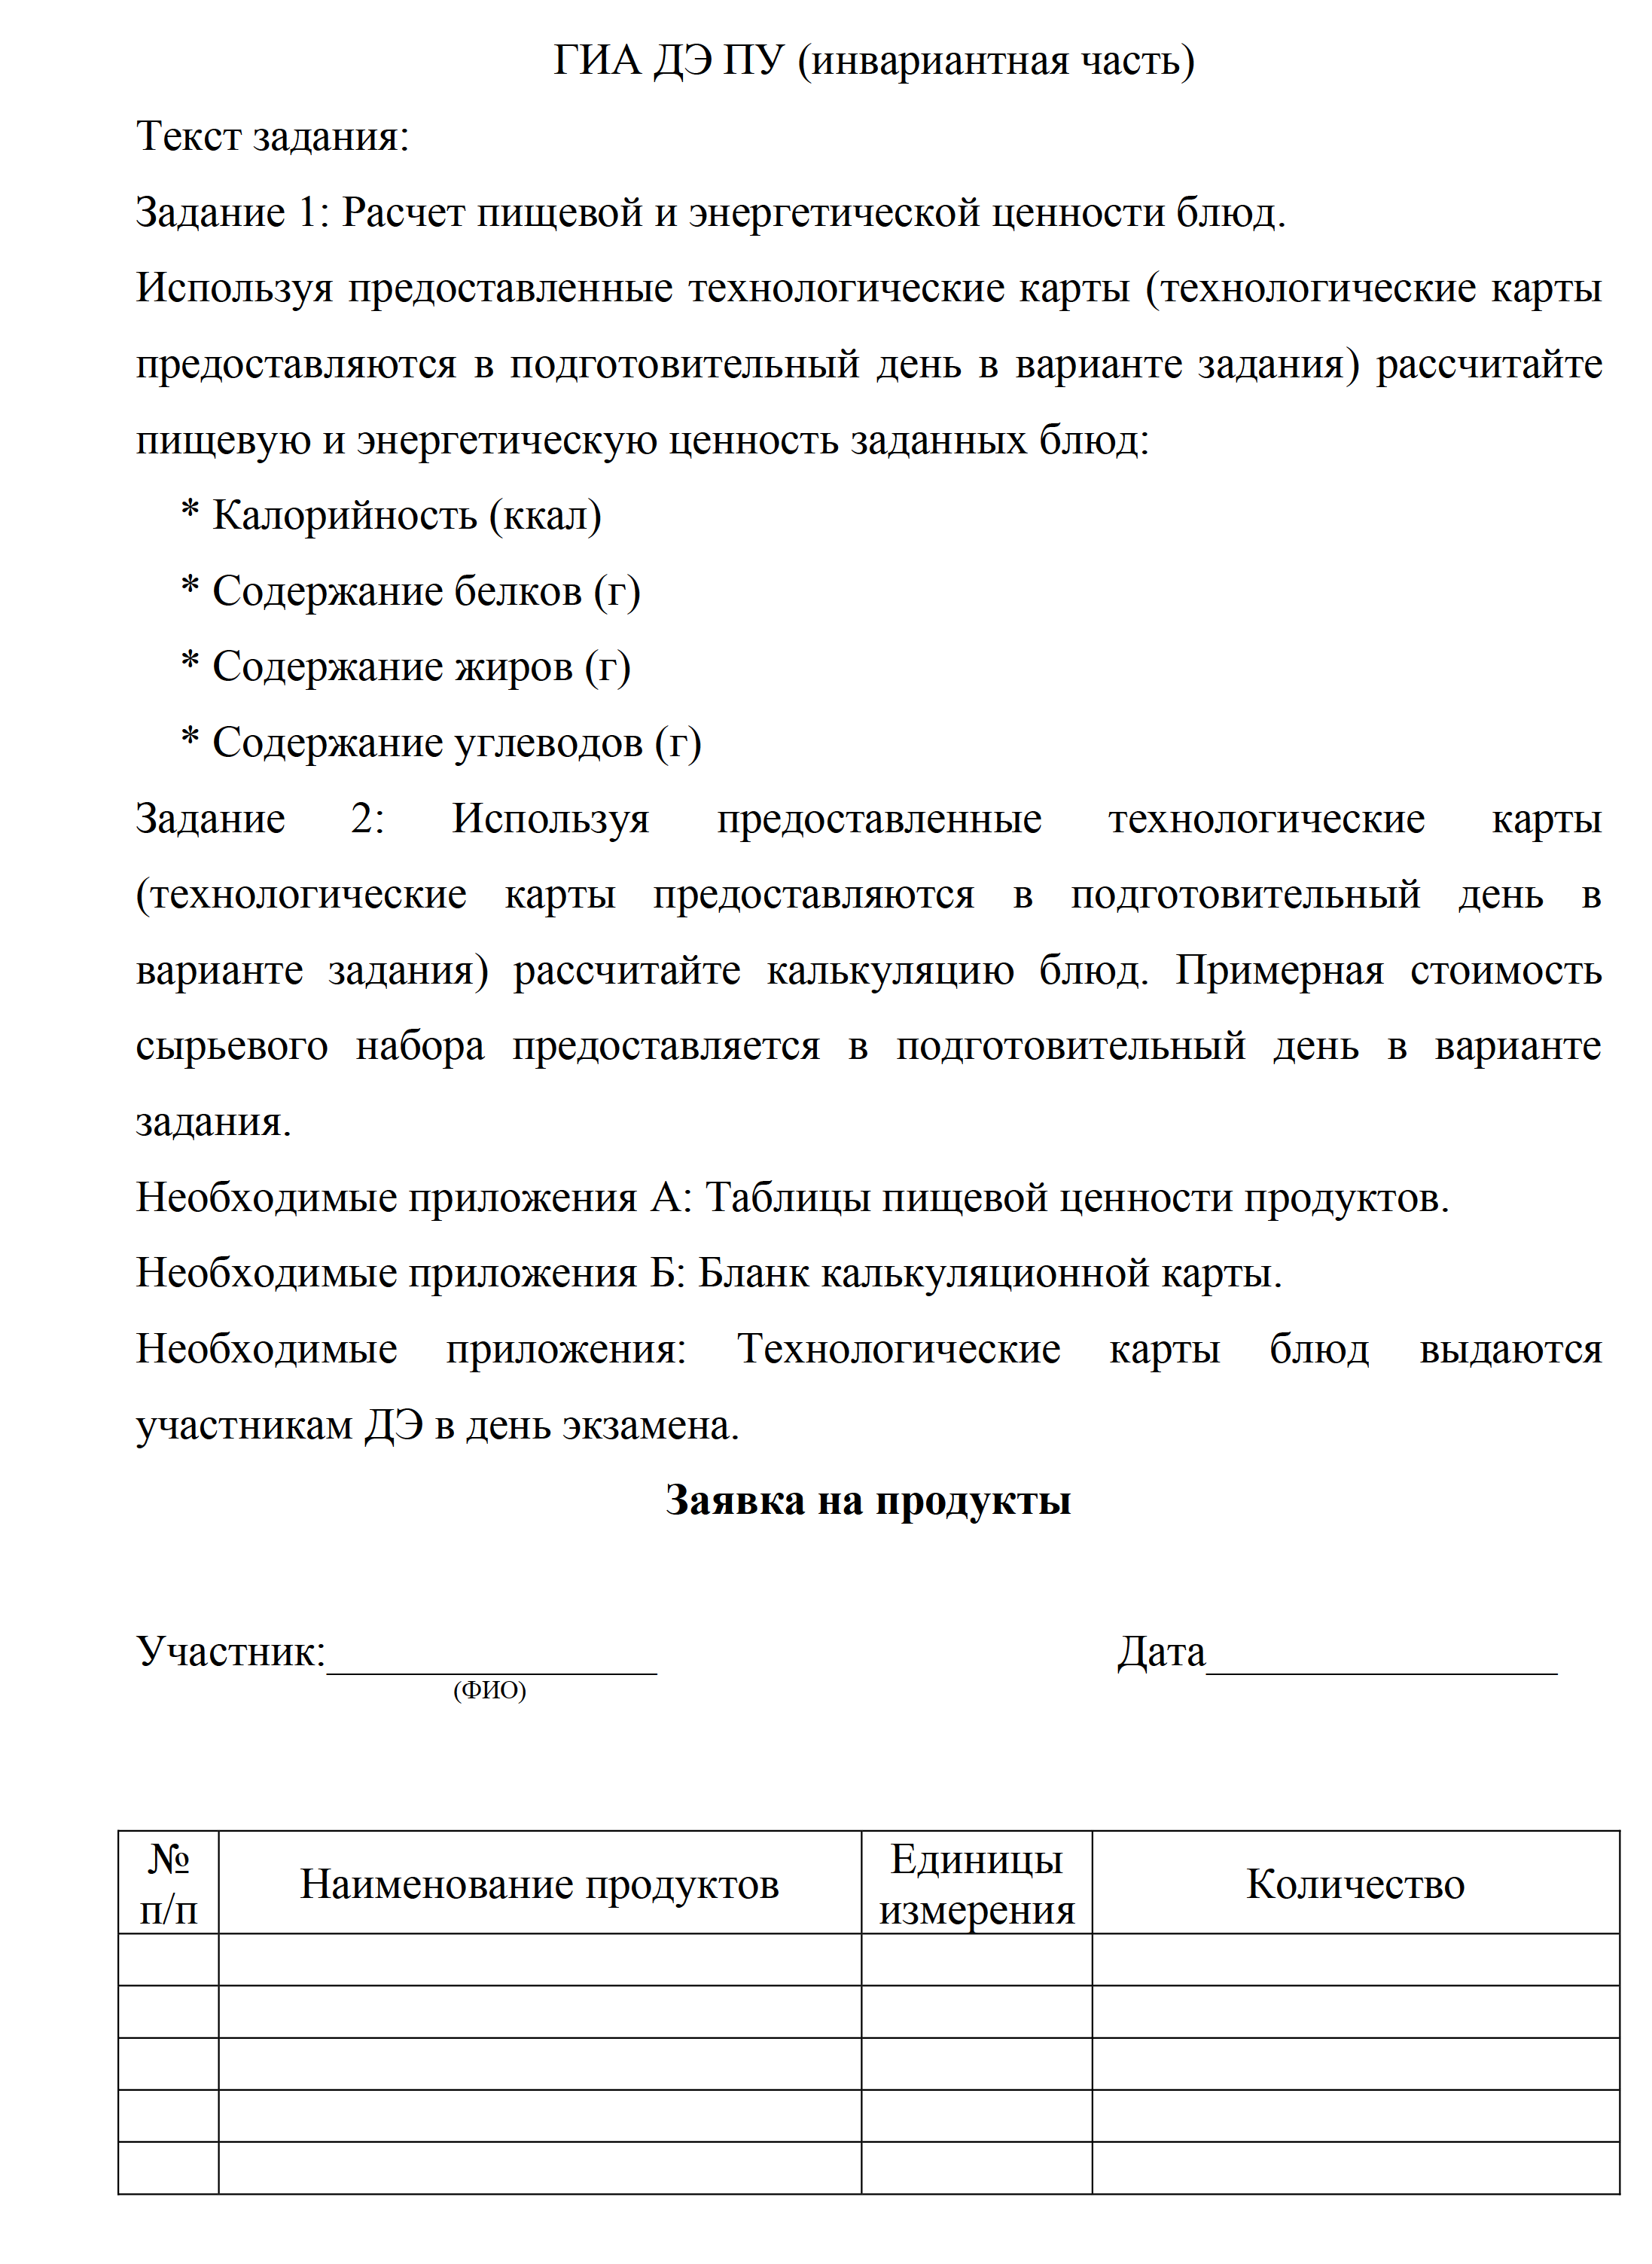 ГИА ДЭ ПУ (инвариантная часть)
Текст задания:
Задание 1: Расчет пищевой и энергетической ценности блюд.
Используя предоставленные технологические карты (технологические карты
предоставляются в подготовительный день в варианте задания) рассчитайте
пищевую и энергетическую ценность заданных блюд:
* Калорийность (ккал)
* Содержание белков (г)
* Содержание жиров (г)
* Содержание углеводов (г)
Задание 2: Используя предоставленные технологические карты
(технологические карты предоставляются в подготовительный день в
варианте задания) рассчитайте калькуляцию блюд. Примерная стоимость
сырьевого набора предоставляется в подготовительный день в варианте
задания.
Необходимые приложения А: Таблицы пищевой ценности продуктов.
Необходимые приложения Б: Бланк калькуляционной карты.
Необходимые приложения: Технологические карты блюд выдаются
участникам ДЭ в день экзамена.
Заявка на продукты
Участник:_______________ Дата________________
(ФИО)
№ п/п Наименование продуктов Единицы измерения Количество